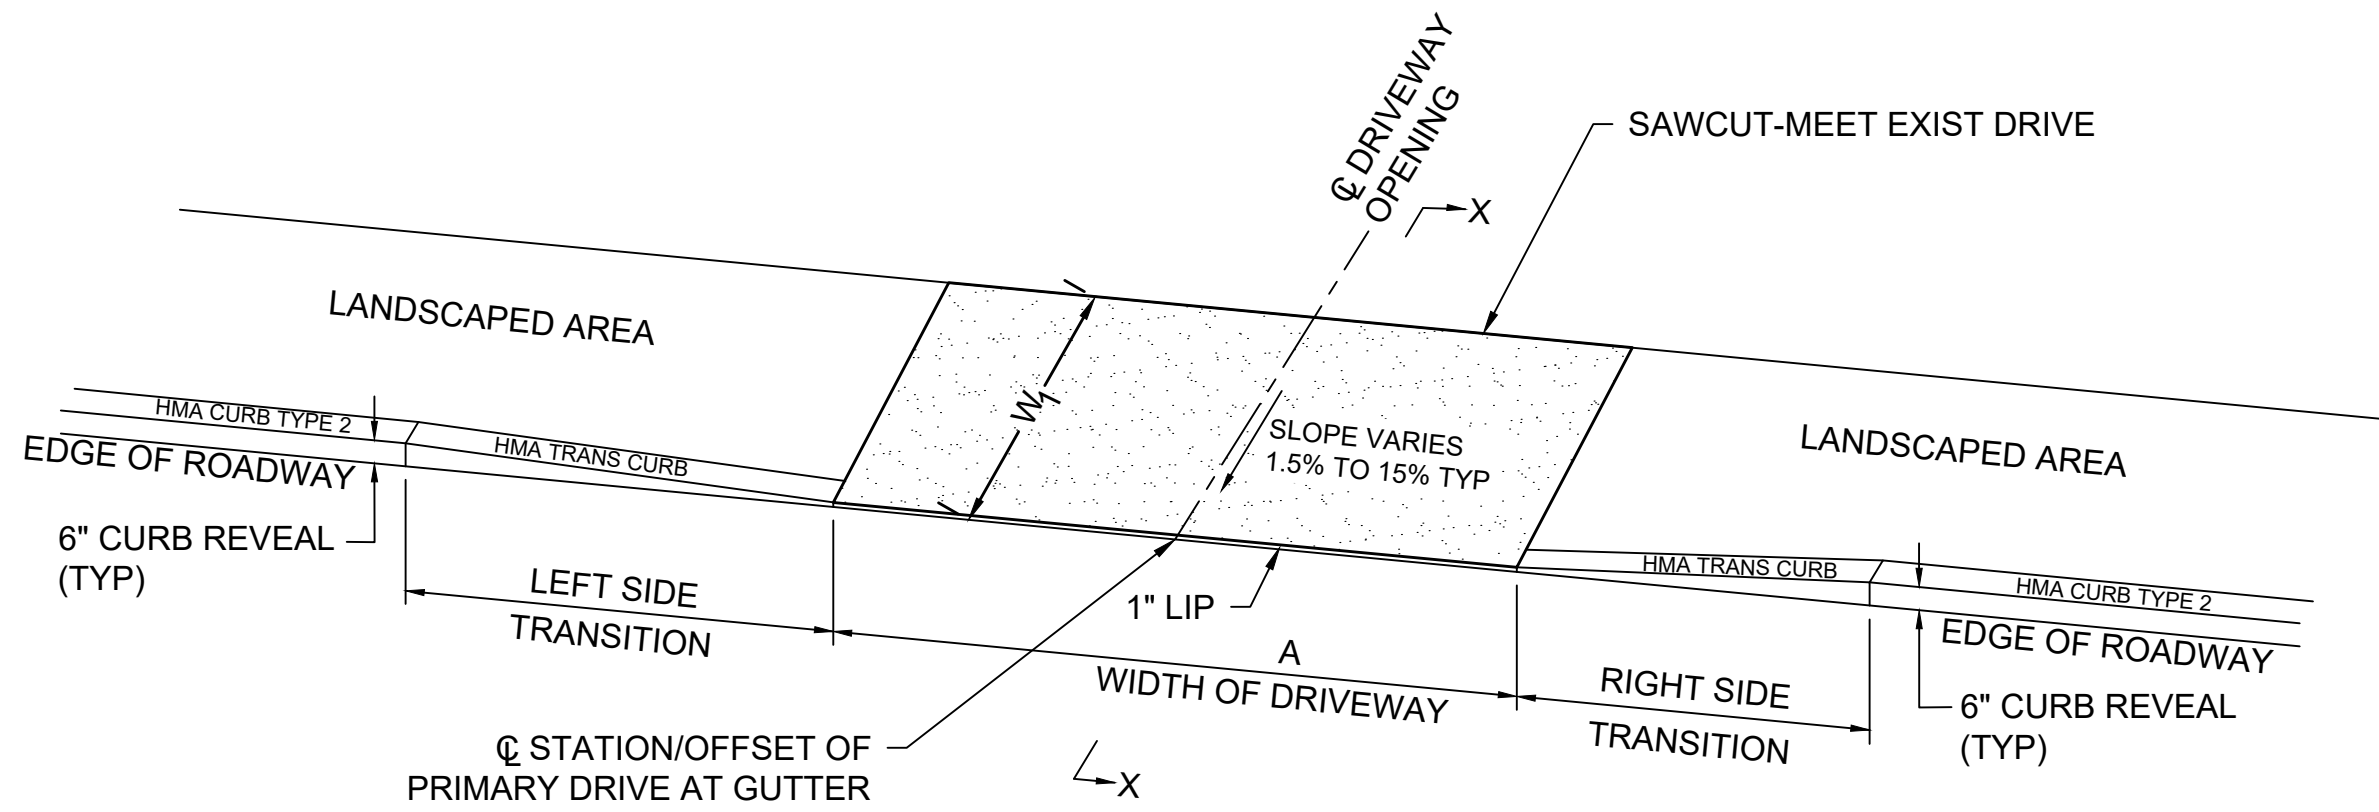 ℄ DRIVEWAY
OPENING
SAWCUT-MEET EXIST DRIVE
X
LANDSCAPED AREA
W1
HMA CURB TYPE 2
HMA TRANS CURB
EDGE OF ROADWAY
SLOPE VARIES
1.5% TO 15% TYP
LANDSCAPED AREA
6" CURB REVEAL
(TYP)
LEFT SIDE
TRANSITION
1" LIP
HMA TRANS CURB
HMA CURB TYPE 2
EDGE OF ROADWAY
A
WIDTH OF DRIVEWAY
RIGHT SIDE
TRANSITION
6" CURB REVEAL
(TYP)
℄ STATION/OFFSET OF
PRIMARY DRIVE AT GUTTER
X